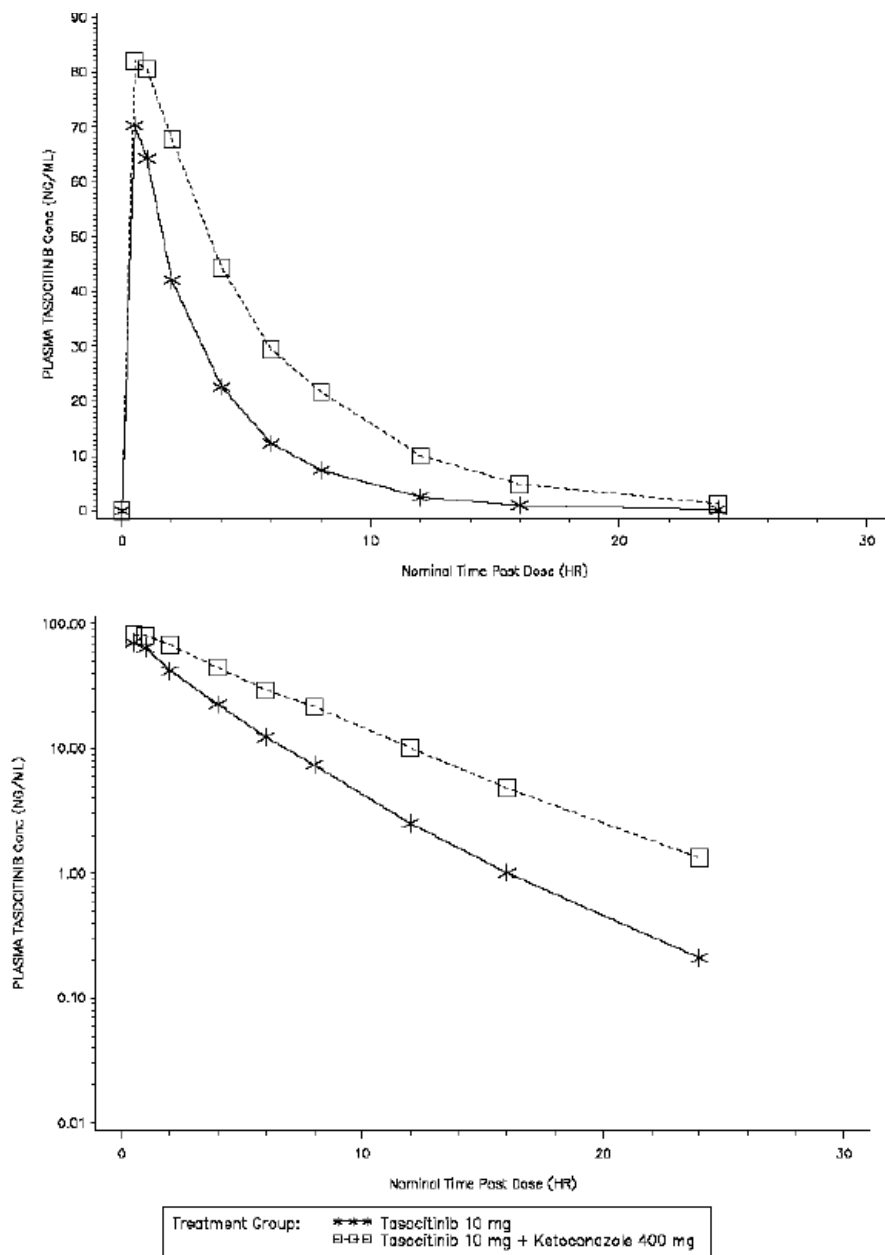 90
80
70
60
50
40
30
20
10
0
PLASMA TASOCITINIB Conc (NG/ML)
0 10 20 30
Nominal Time Post Dose (HR)
100.00
10.00
1.00
0.10
0.01
PLASMA TASOCITINIB Conc (NG/ML)
0 10 20 30
Nominal Time Post Dose (HR)
Treatment Group: Tasocitinib 10 mg
Tasocitinib 10 mg + Ketoconazole 400 mg